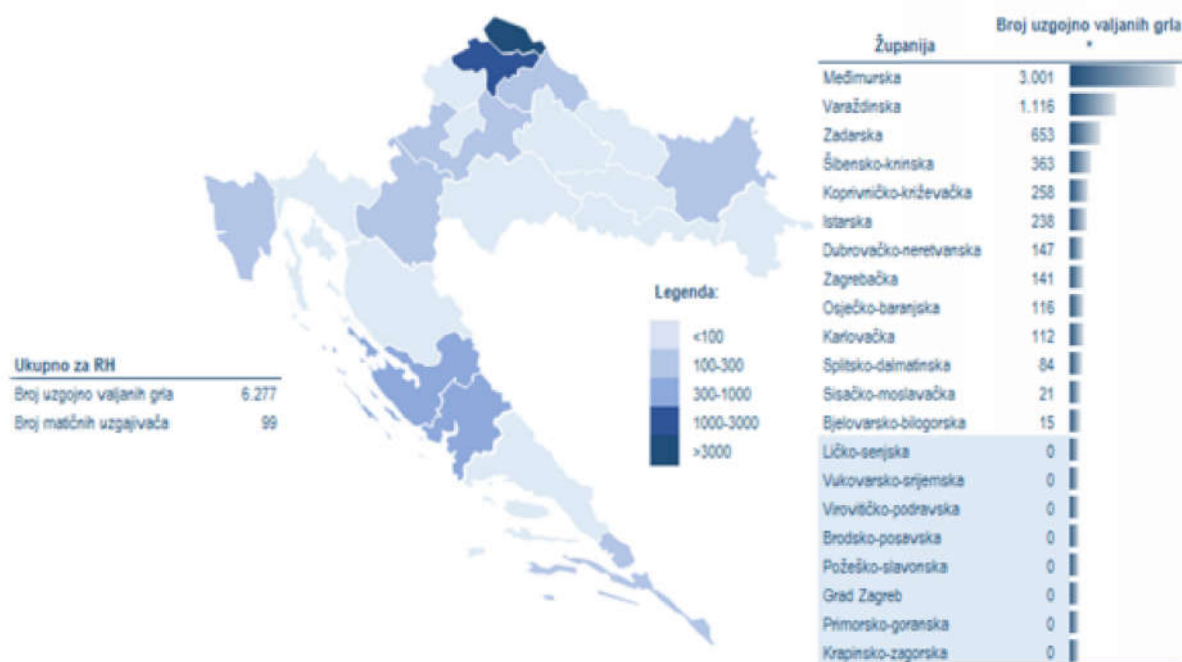 Županija Broj uzgojno valjanih grla
*
Međimurska 3.001
Varaždinska 1.116
Zadarska 653
Šibensko-kninska 363
Koprivničko-križevačka 258
Istarska 238
Dubrovačko-neretvanska 147
Zagrebačka 141
Osječko-baranjska 116
Karlovačka 112
Splitsko-dalmatinska 84
Sisačko-moslavačka 21
Bjelovarsko-bilogorska 15
Ličko-senjska 0
Vukovarsko-srijemska 0
Virovitičko-podravska 0
Brodsko-posavska 0
Požeško-slavonska 0
Grad Zagreb 0
Primorsko-goranska 0
Krapinsko-zagorska 0
Legenda:
<100
100-300
300-1000
1000-3000
>3000
Ukupno za RH
Broj uzgojno valjanih grla 6.277
Broj matičnih uzgajivača 99